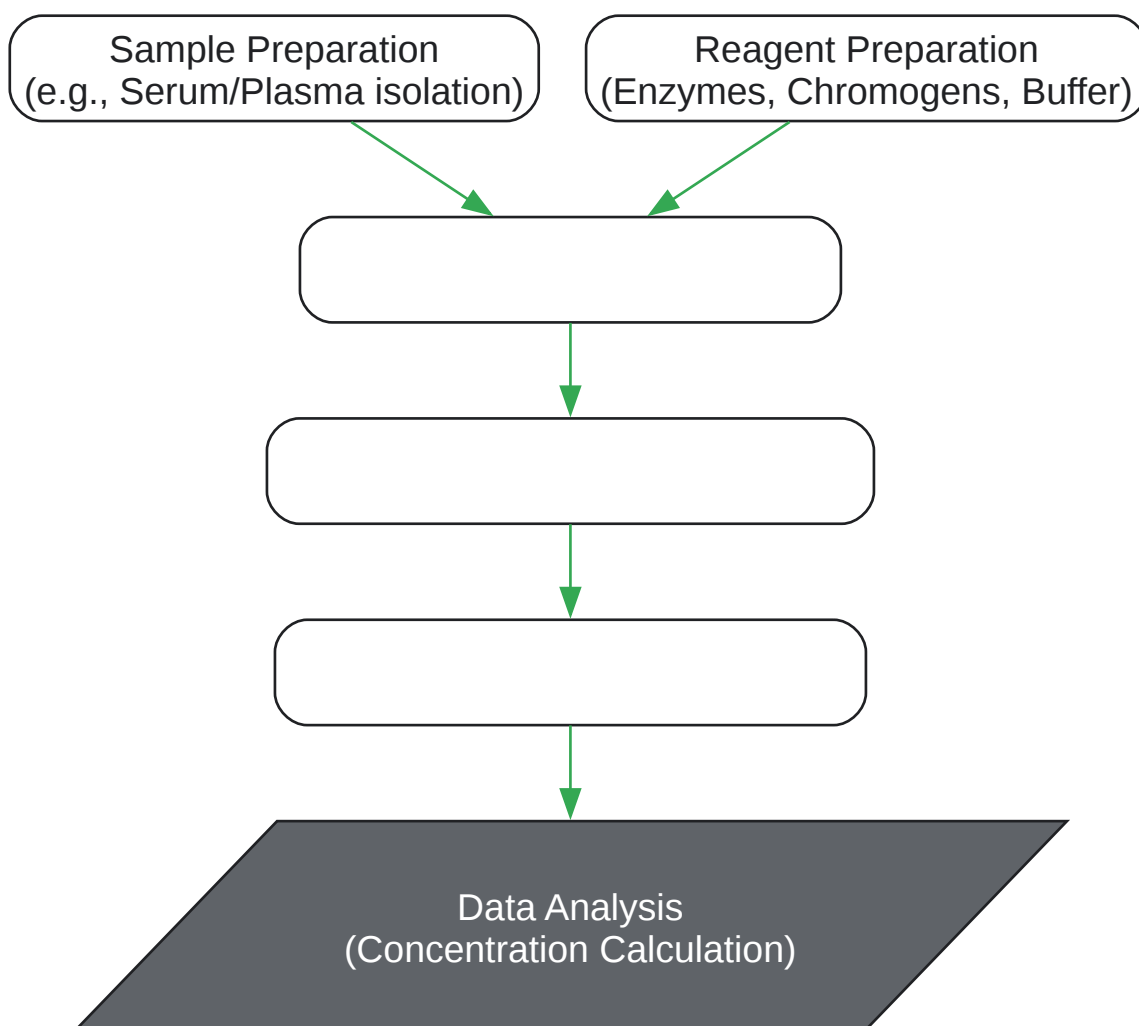 Sample Preparation
(e.g., Serum/Plasma isolation)
Reagent Preparation
(Enzymes, Chromogens, Buffer)
Data Analysis
(Concentration Calculation)